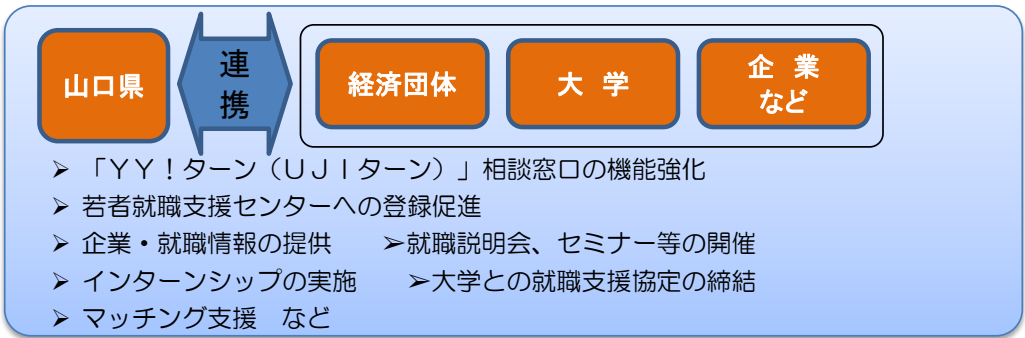 山口県
連
携
経済団体
大 学
企 業
など
➢ 「ＹＹ！ターン（ＵＪＩターン）」相談窓口の機能強化
➢ 若者就職支援センターへの登録促進
➢ 企業・就職情報の提供　　➢就職説明会、セミナー等の開催
➢ インターンシップの実施　　➢大学との就職支援協定の締結
➢ マッチング支援　など